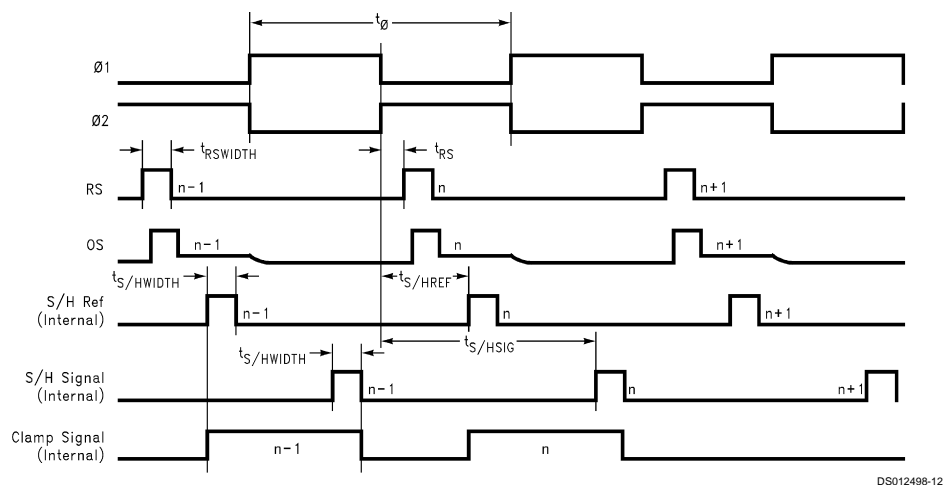 tø
Ø1
Ø2
tRSWIDTH
tRS
RS
n-1
n
n+1
OS
n-1
n
n+1
tS/HWIDTH
tS/HREF
S/H Ref
(Internal)
n-1
n
n+1
tS/HWIDTH
tS/HSIG
S/H Signal
(Internal)
n-1
n
n+1
Clamp Signal
(Internal)
n-1
n
DS012498-12